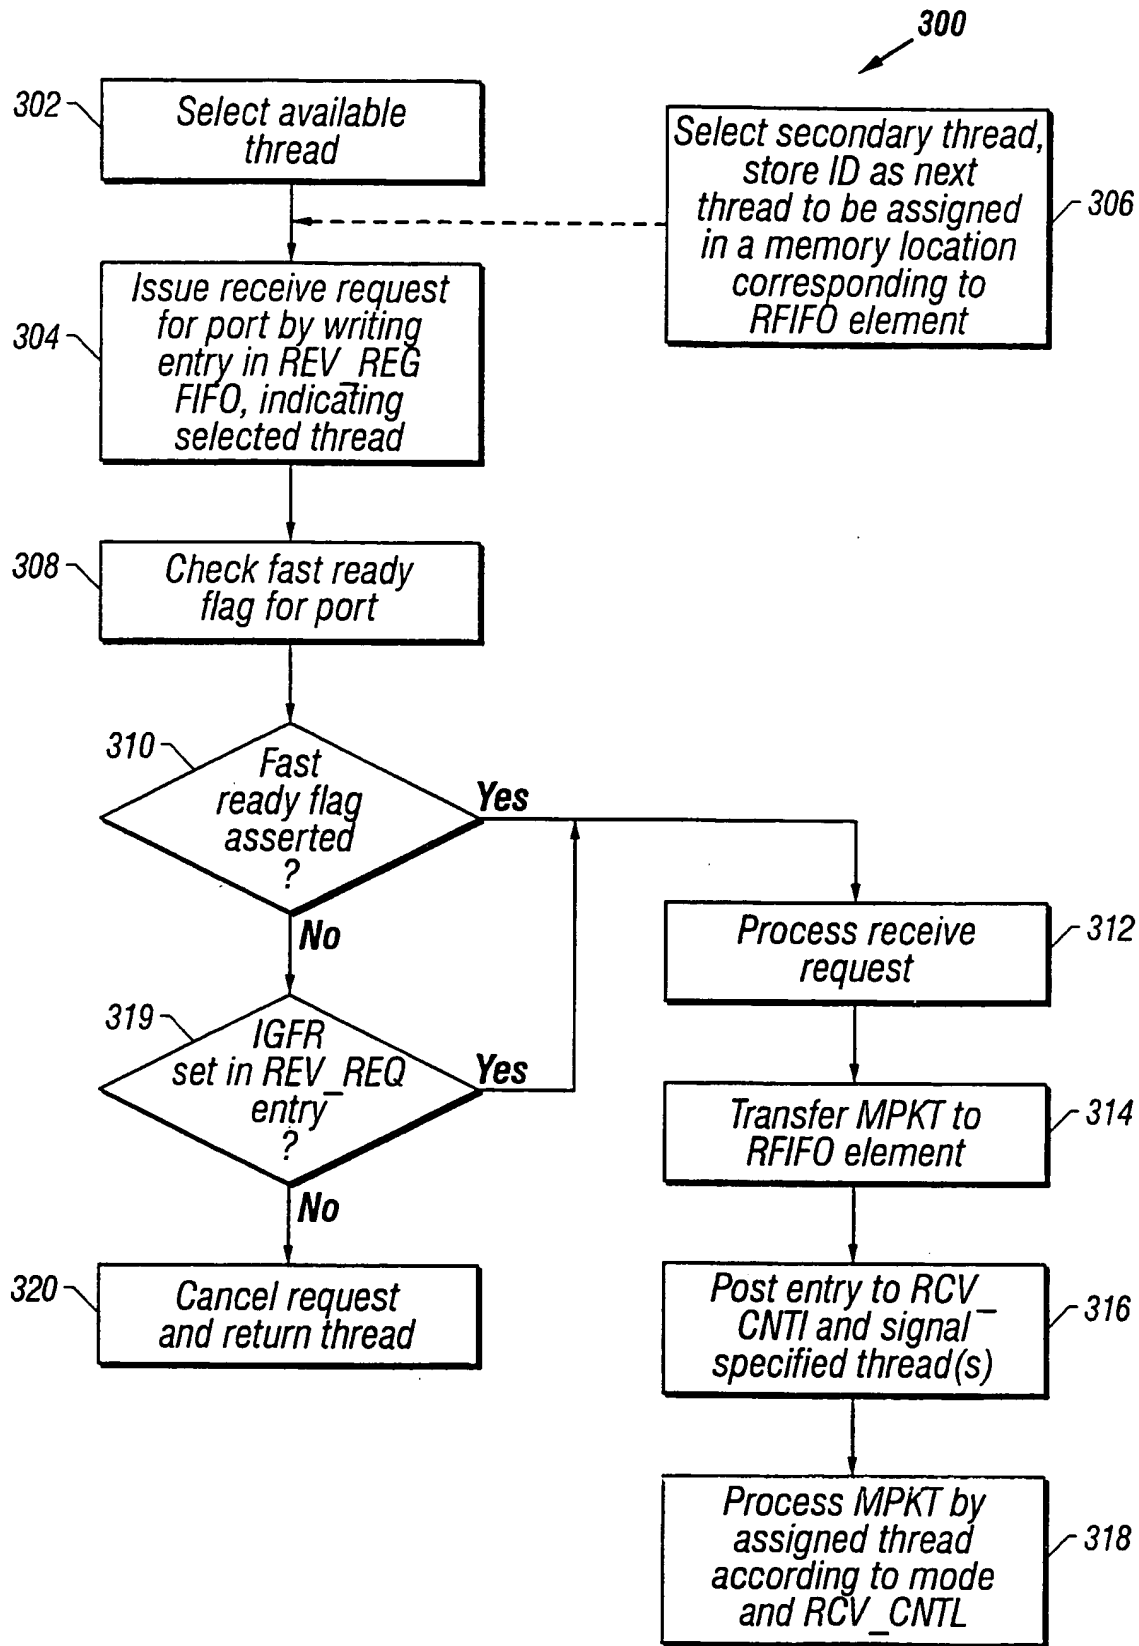 300
302
Select available
thread
Select secondary thread,
store ID as next
thread to be assigned
in a memory location
corresponding to
RFIFO element
306
304
Issue receive request
for port by writing
entry in REV_REG
FIFO, indicating
selected thread
308
Check fast ready
flag for port
310
Fast
ready flag
asserted
?
Yes
No
312
Process receive
request
319
IGFR
set in REV_REQ
entry
?
Yes
No
314
Transfer MPKT to
RFIFO element
320
Cancel request
and return thread
316
Post entry to RCV_
CNTI and signal
specified thread(s)
318
Process MPKT by
assigned thread
according to mode
and RCV_CNTL